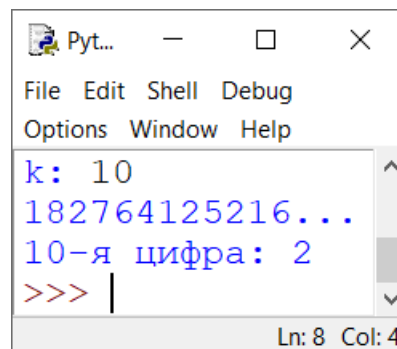 Pyt...
File Edit Shell Debug
Options Window Help
k: 10
182764125216...
10-я цифра: 2
>>>
Ln: 8 Col: 4